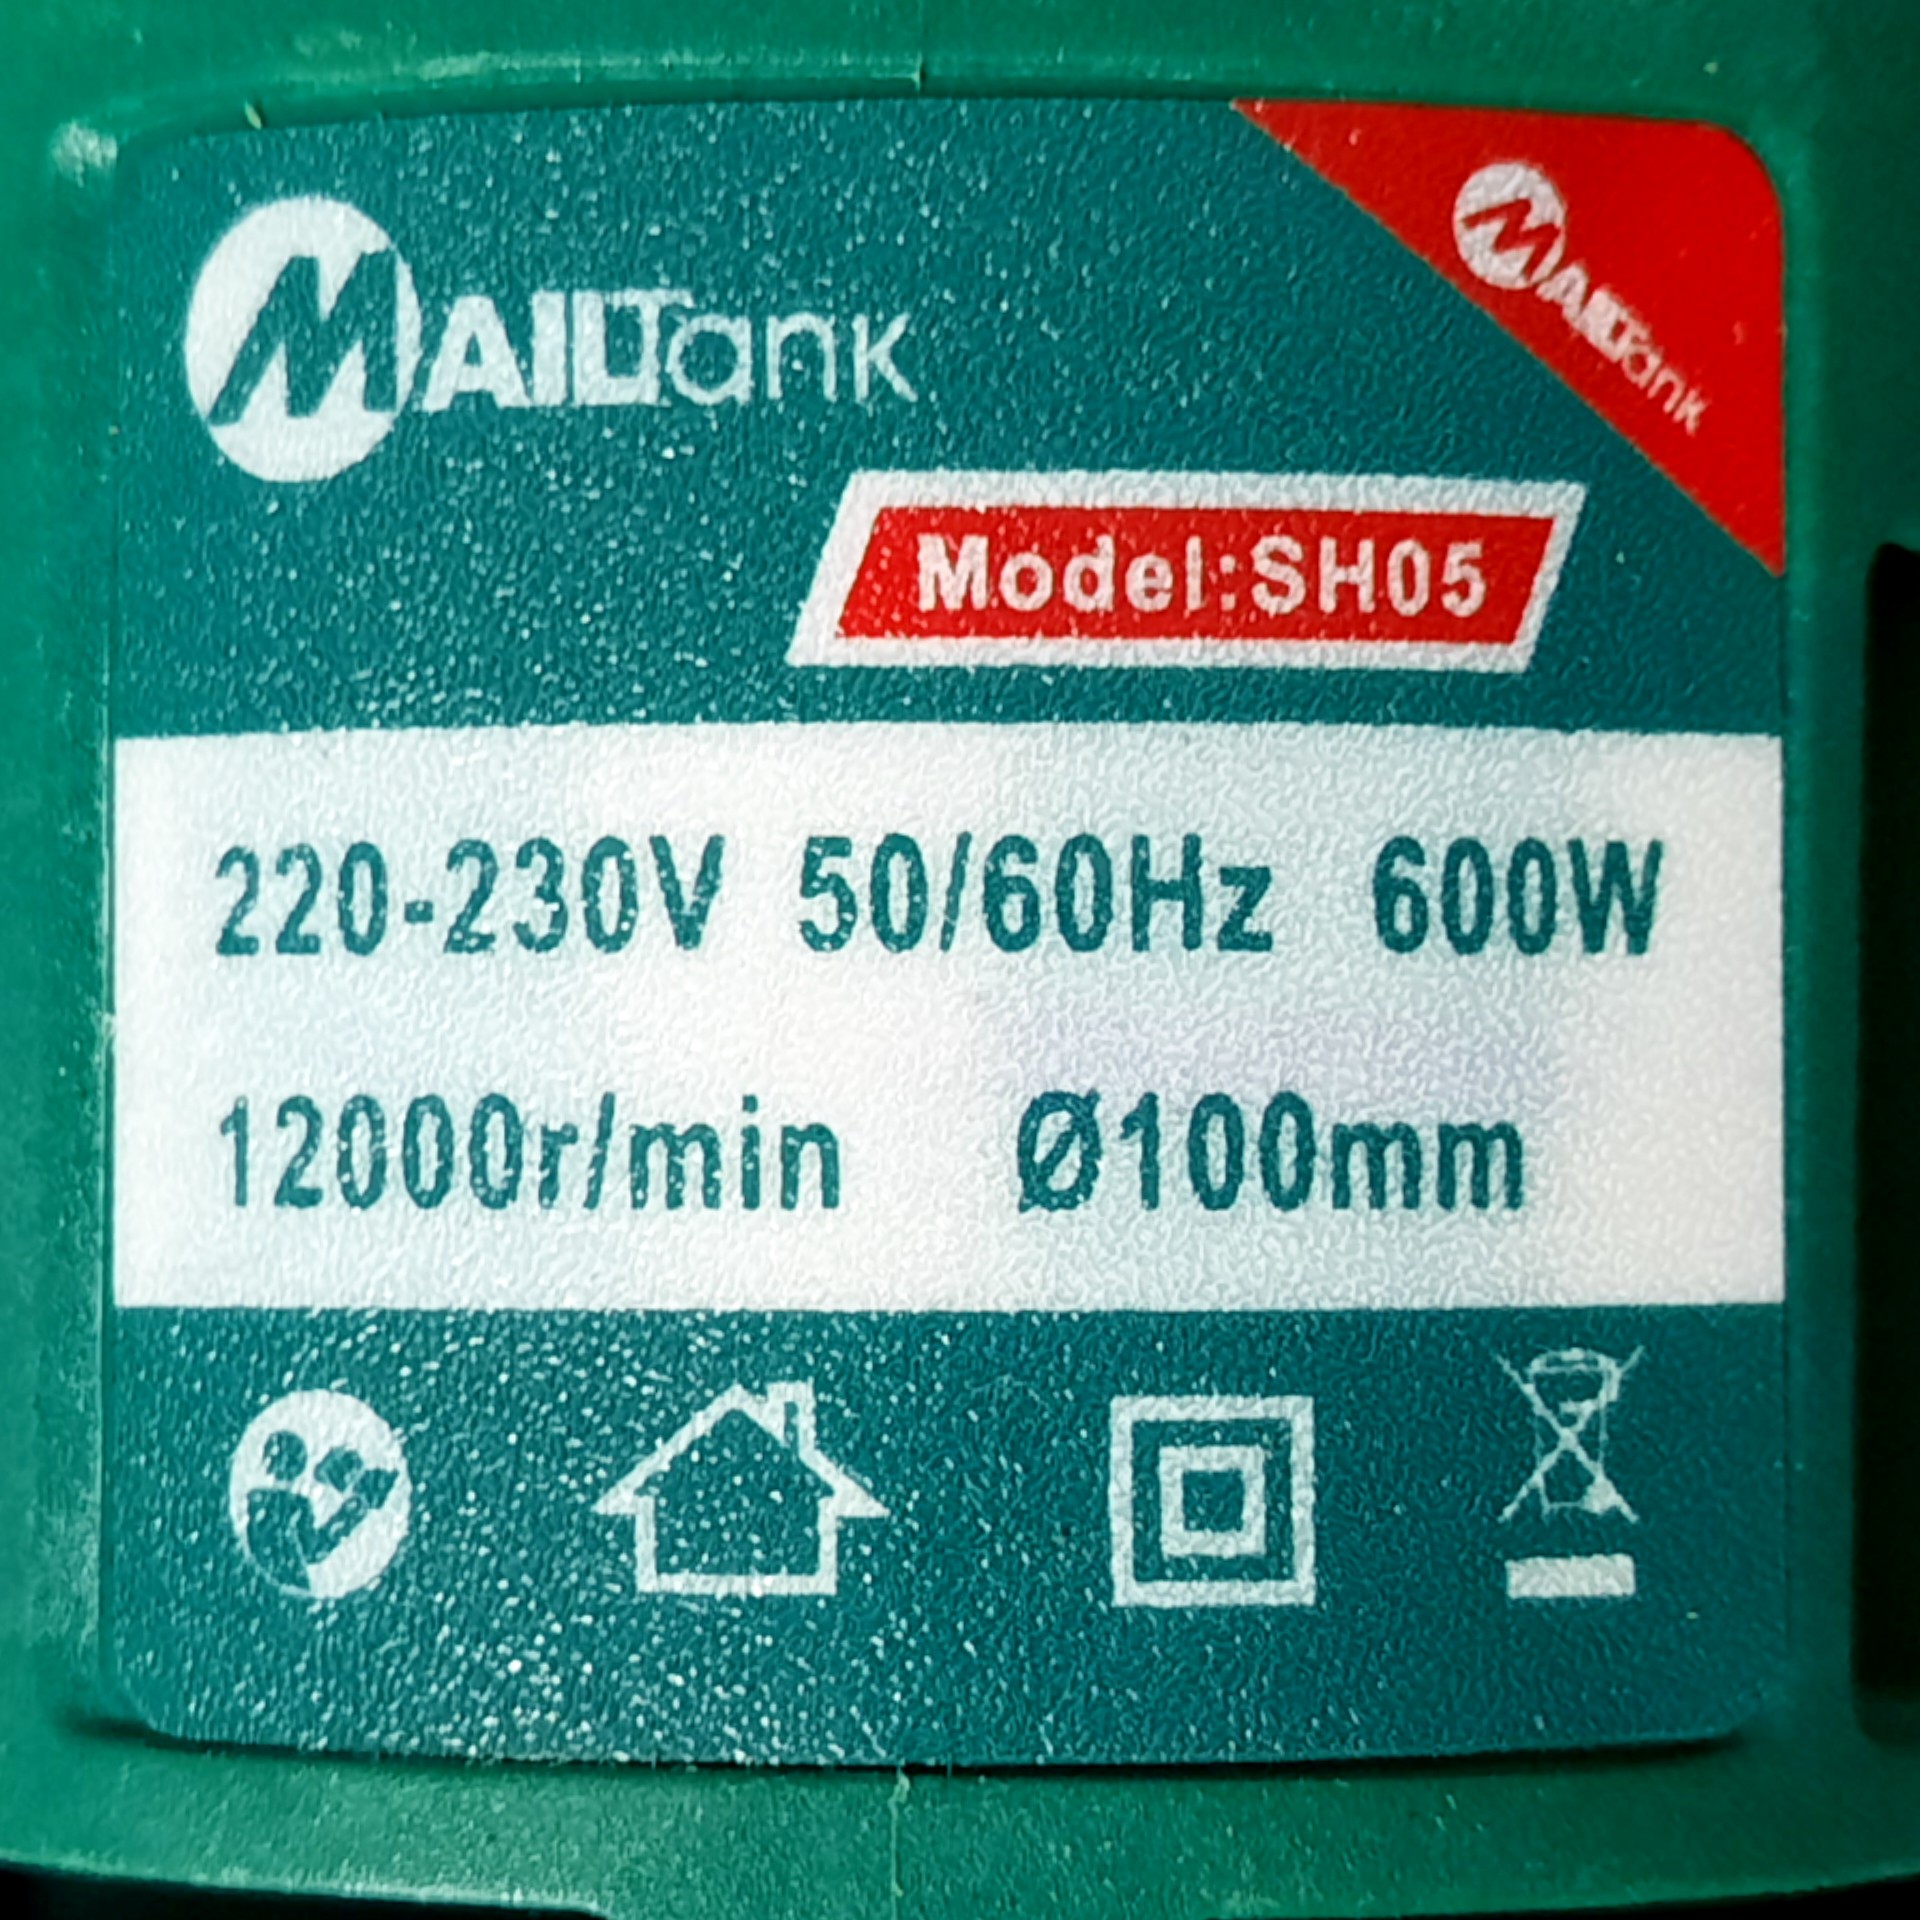 MAILTank
MAILTank
Model:SH05
220-230V 50/60Hz 600W
12000r/min Ø100mm